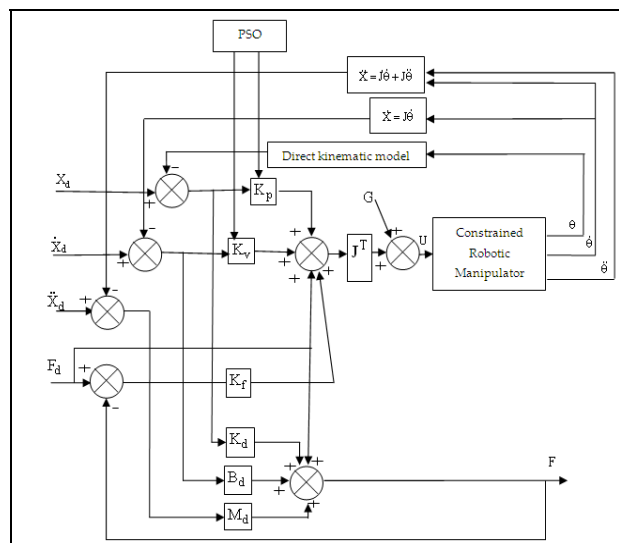 PSO
Ẍ = J̇θ̇ + Jθ̈
Ẋ = Jθ̇
Direct kinematic model
-
X_d
+
K_p
G
+
-
Ẋ_d
+
K_v
+
+
+
+
+
J^T
+
U
Constrained
Robotic
Manipulator
θ
θ̇
θ̈
-
Ẍ_d
+
F_d
+
-
K_f
K_d
+
+
B_d
+
F
M_d
+